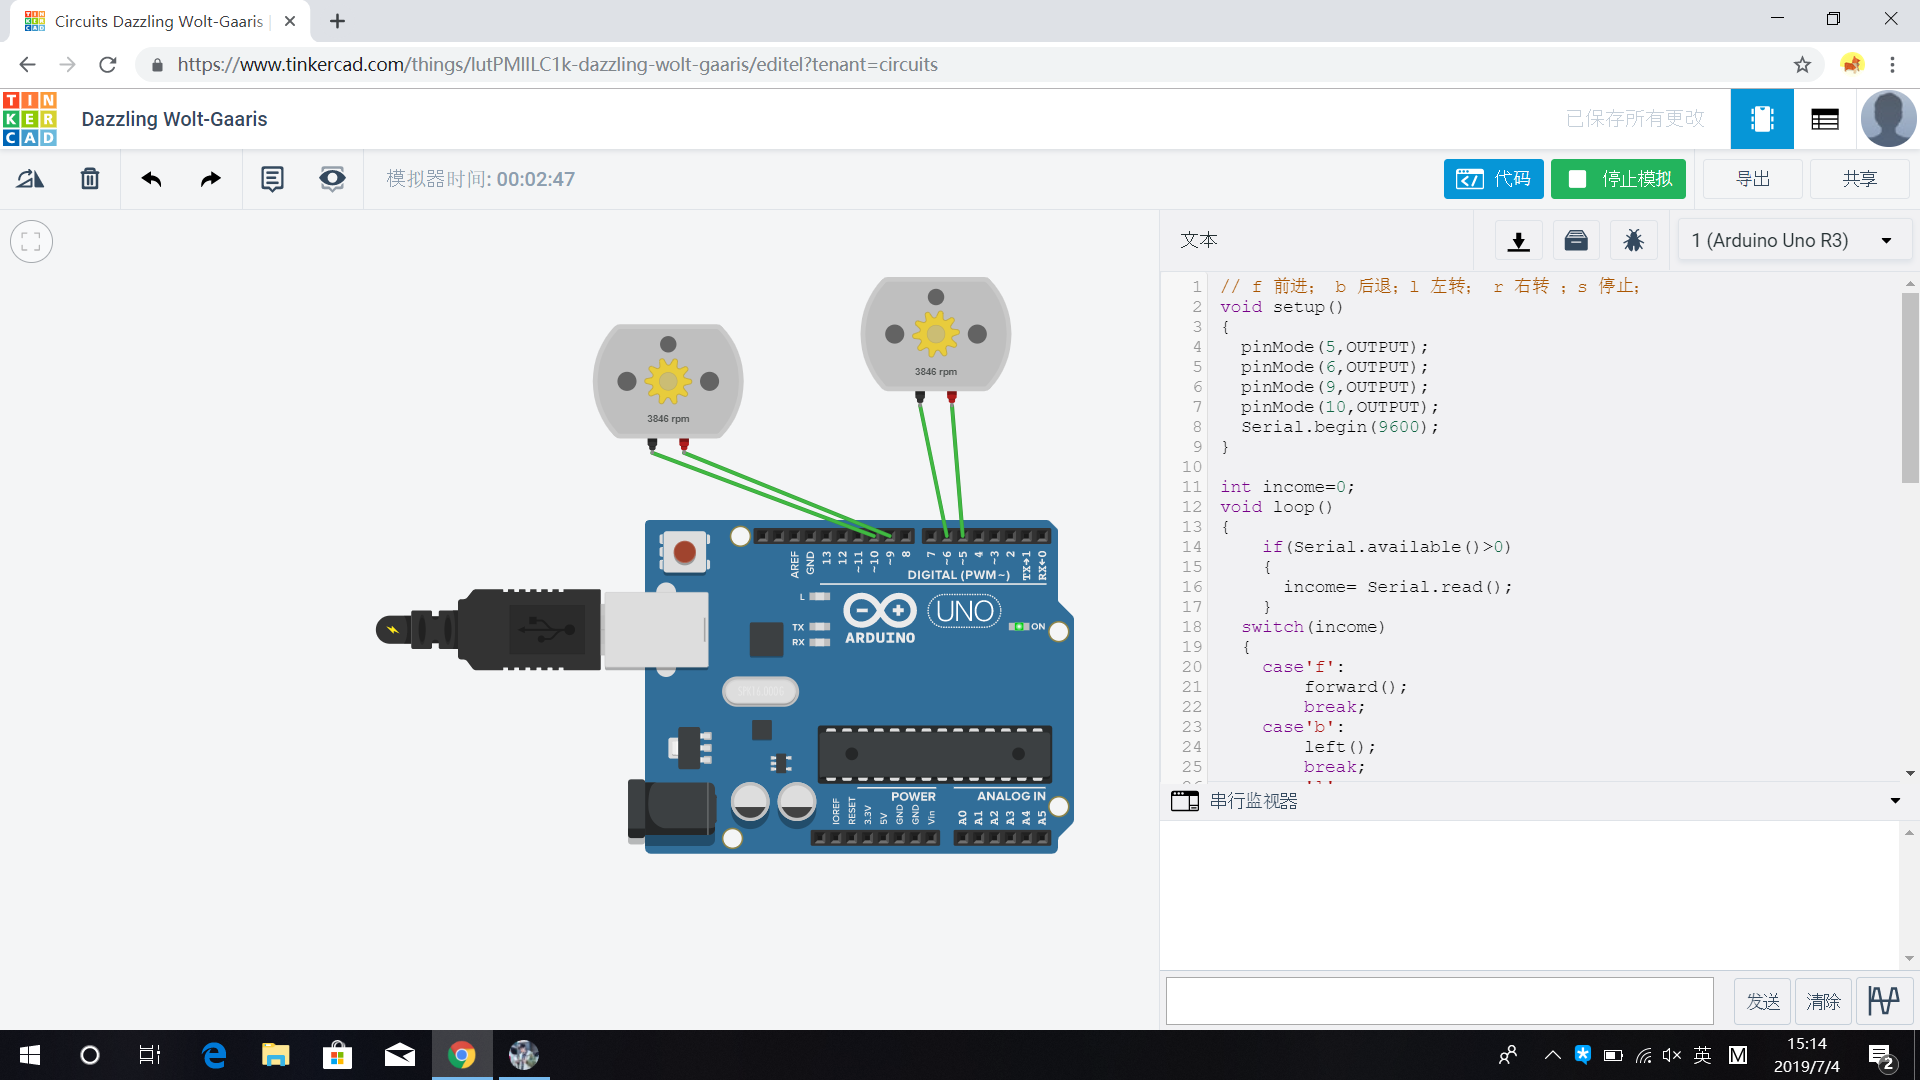 Circuits Dazzling Wolt-Gaaris
https://www.tinkercad.com/things/lutPMIlLC1k-dazzling-wolt-gaaris/editel?tenant=circuits
TIN
KER
CAD
Dazzling Wolt-Gaaris
已保存所有更改
模拟器时间: 00:02:47
代码
停止模拟
导出
共享
文本
1 (Arduino Uno R3)
1 // f 前进； b 后退；l 左转； r 右转 ；s 停止；
2 void setup()
3 {
4 pinMode(5,OUTPUT);
5 pinMode(6,OUTPUT);
6 pinMode(9,OUTPUT);
7 pinMode(10,OUTPUT);
8 Serial.begin(9600);
9 }
10
11 int income=0;
12 void loop()
13 {
14 if(Serial.available()>0)
15 {
16 income= Serial.read();
17 }
18 switch(income)
19 {
20 case'f':
21 forward();
22 break;
23 case'b':
24 left();
25 break;
串行监视器
发送
清除
3846 rpm
3846 rpm
AREF
GND
13
12
~11
~10
~9
8
7
~6
~5
4
~3
2
TX→1
RX←0
DIGITAL (PWM~)
L
TX
RX
ARDUINO
UNO
ON
POWER
ANALOG IN
IOREF
RESET
3.3V
5V
GND
GND
Vin
A0
A1
A2
A3
A4
A5
英
M
15:14
2019/7/4
2